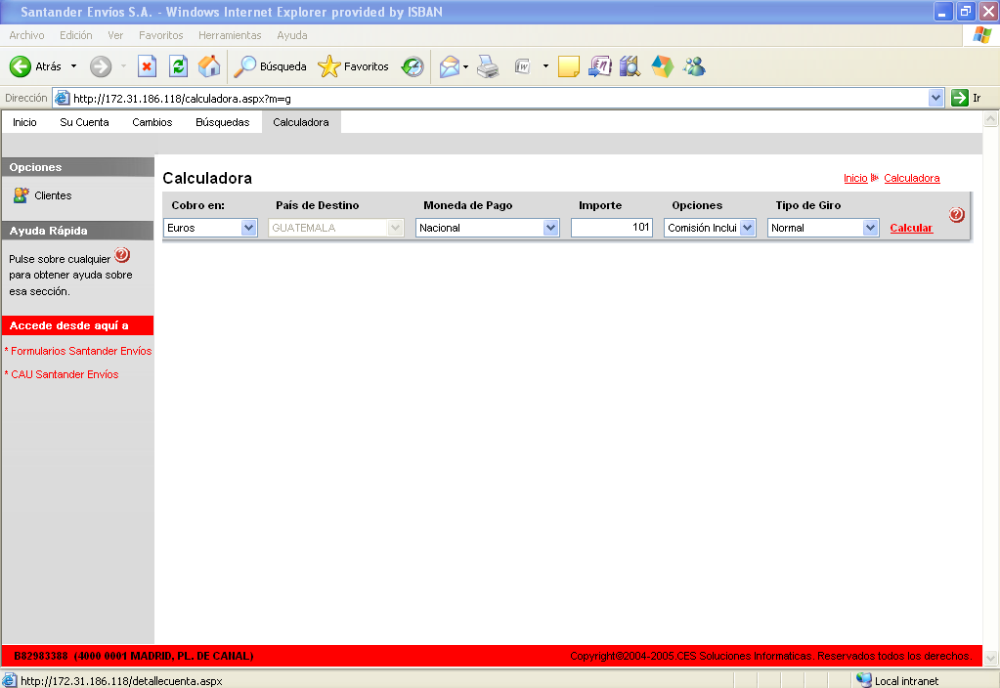 Santander Envíos S.A. - Windows Internet Explorer provided by ISBAN
Archivo Edición Ver Favoritos Herramientas Ayuda
Atrás Búsqueda Favoritos
Dirección http://172.31.186.118/calculadora.aspx?m=g Ir
Inicio Su Cuenta Cambios Búsquedas Calculadora
Opciones
Clientes
Ayuda Rápida
Pulse sobre cualquier ?
para obtener ayuda sobre
esa sección.
Accede desde aquí a
* Formularios Santander Envíos
* CAU Santander Envíos
Calculadora
Inicio Calculadora
Cobro en: País de Destino Moneda de Pago Importe Opciones Tipo de Giro ?
Euros GUATEMALA Nacional 101 Comisión Inclui Normal Calcular
B82983388 (4000 0001 MADRID, PL. DE CANAL) Copyright©2004-2005 CES Soluciones Informaticas. Reservados todos los derechos.
http://172.31.186.118/detallecuenta.aspx Local intranet